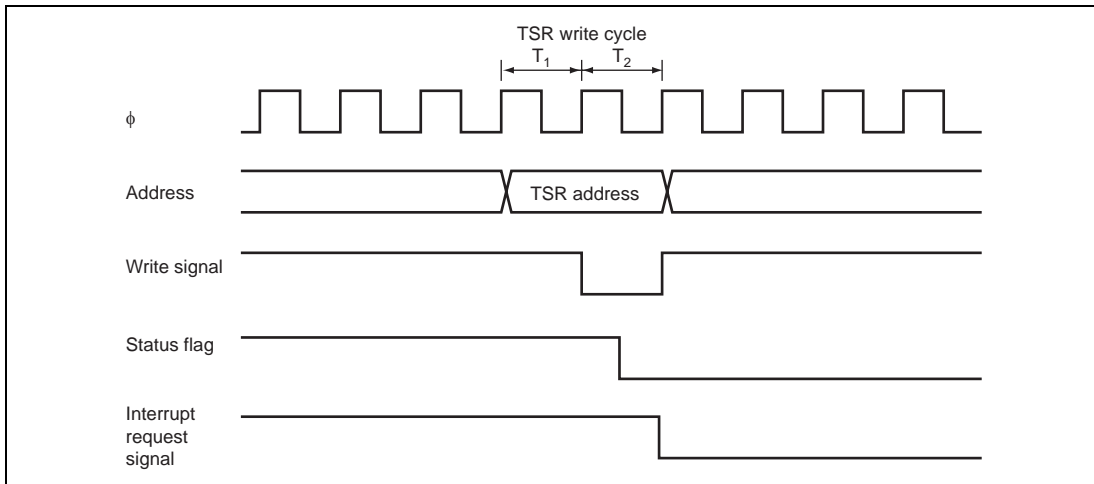 TSR write cycle
T₁ T₂
ϕ
Address
TSR address
Write signal
Status flag
Interrupt
request
signal